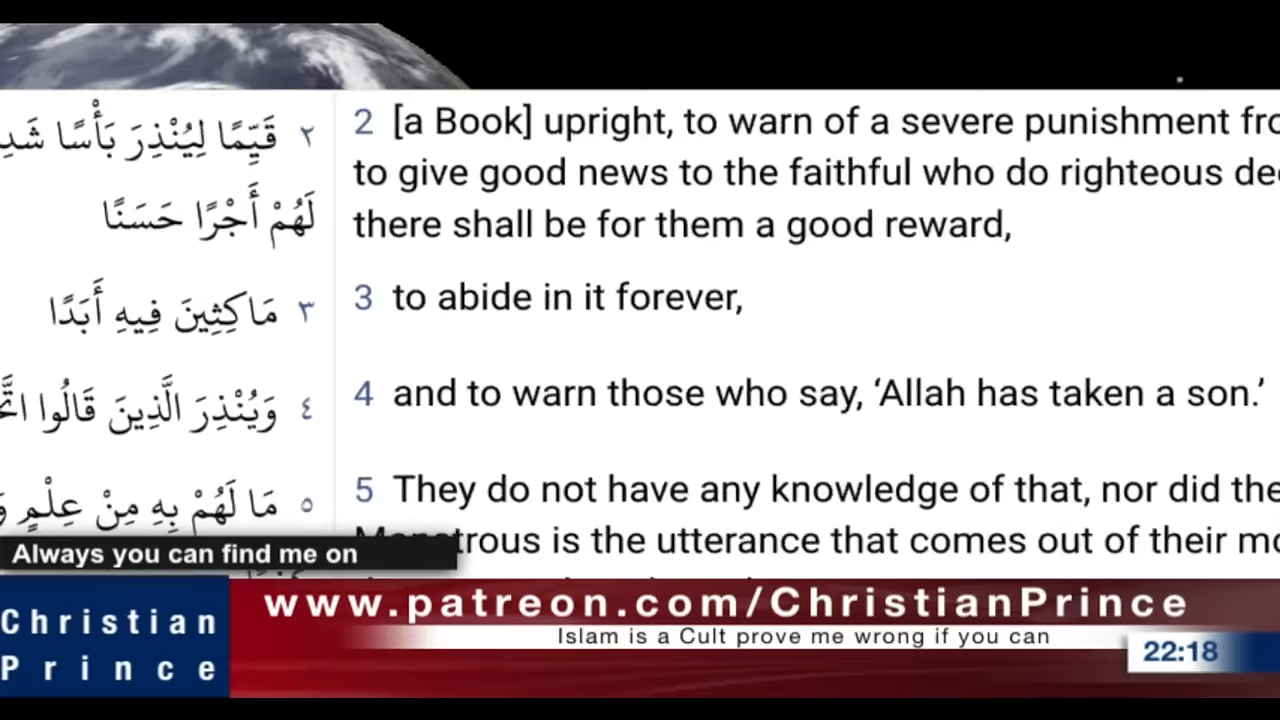 ٢ قَيِّمًا لِيُنْذِرَ بَأْسًا
لَهُمْ أَجْرًا حَسَنًا
٣ مَاكِثِينَ فِيهِ أَبَدًا
٤ وَيُنْذِرَ الَّذِينَ قَالُوا
٥ مَا لَهُمْ بِهِ مِنْ عِلْمٍ
2 [a Book] upright, to warn of a severe punishment
to give good news to the faithful who do righteous
there shall be for them a good reward,
3 to abide in it forever,
4 and to warn those who say, ‘Allah has taken a son.’
5 They do not have any knowledge of that, nor did
is the utterance that comes out of their
Always you can find me on
Christian
Prince
www.patreon.com/ChristianPrince
Islam is a Cult prove me wrong if you can
22:18